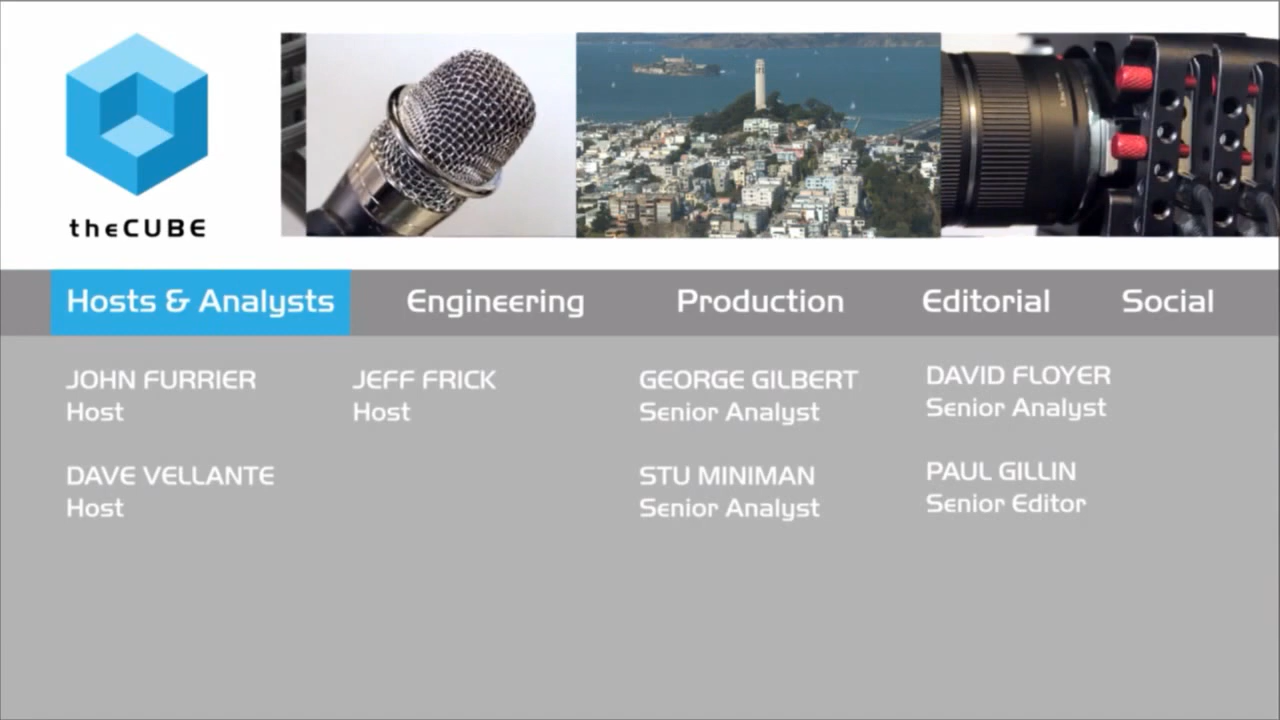 theCUBE
Hosts & Analysts Engineering Production Editorial Social
JOHN FURRIER
Host
DAVE VELLANTE
Host
JEFF FRICK
Host
GEORGE GILBERT
Senior Analyst
STU MINIMAN
Senior Analyst
DAVID FLOYER
Senior Analyst
PAUL GILLIN
Senior Editor